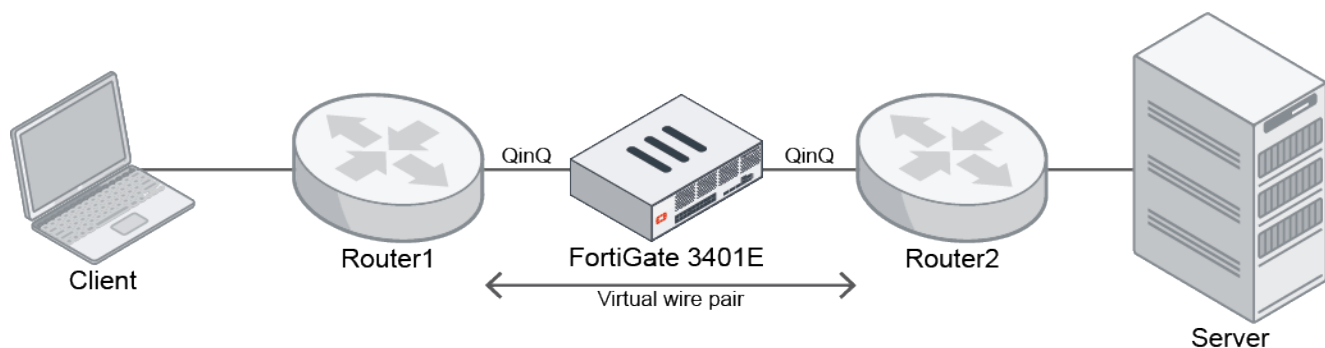 QinQ
QinQ
Client
Router1
FortiGate 3401E
Router2
Virtual wire pair
Server